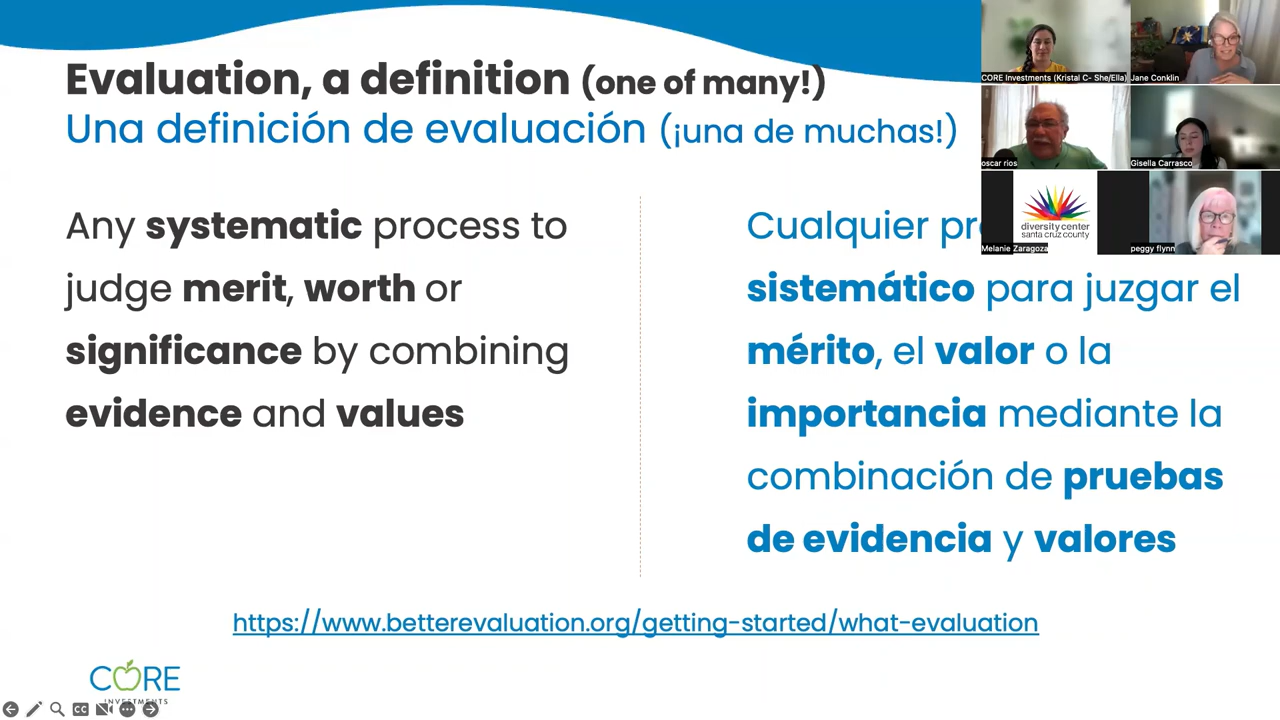 Evaluation, a definition (one of many!)
Una definición de evaluación (¡una de muchas!)
Any systematic process to
judge merit, worth or
significance by combining
evidence and values
Cualquier
sistemático para juzgar el
mérito, el valor o la
importancia mediante la
combinación de pruebas
de evidencia y valores
https://www.betterevaluation.org/getting-started/what-evaluation
CORE
INVESTMENTS
CORE Investments (Kristal C- She/Ella)
Jane Conklin
oscar rios
Gisella Carrasco
diversity center
santa cruz county
Melanie Zaragoza
peggy flynn
CC